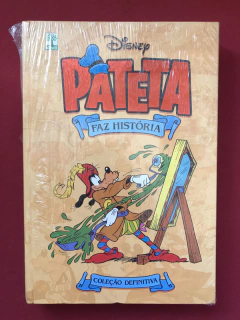 Disney
PATETA
FAZ HISTÓRIA
COLEÇÃO DEFINITIVA